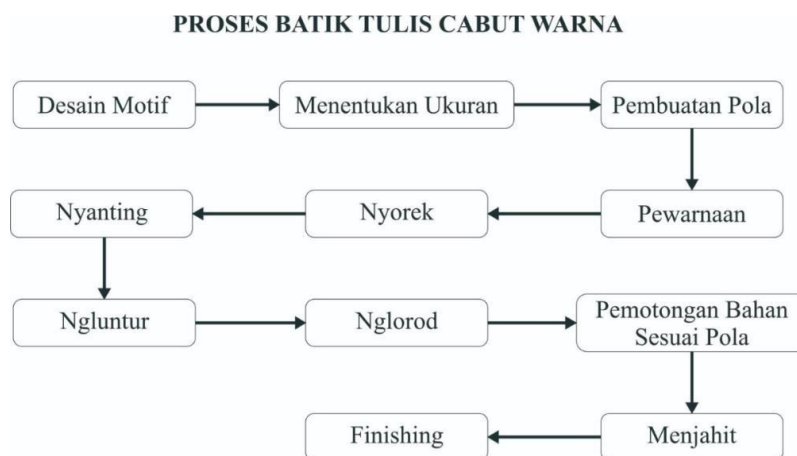 PROSES BATIK TULIS CABUT WARNA
Desain Motif
Menentukan Ukuran
Pembuatan Pola
Pewarnaan
Nyorek
Nyanting
Ngluntur
Nglorod
Pemotongan Bahan
Sesuai Pola
Menjahit
Finishing